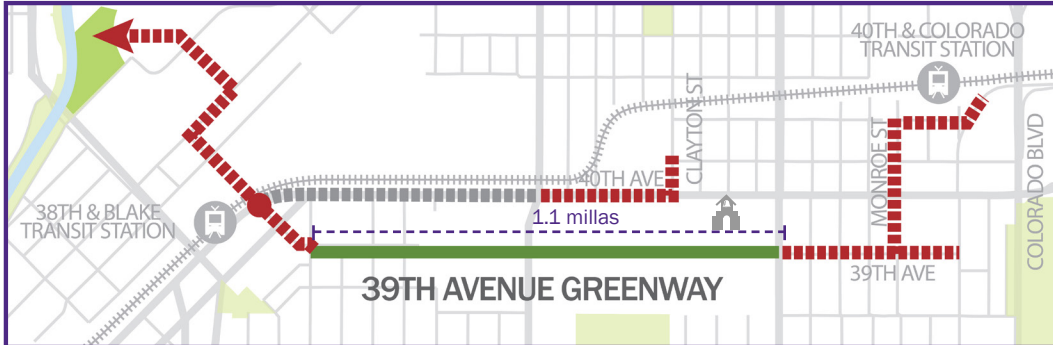 40TH & COLORADO
TRANSIT STATION
CLAYTON ST
MONROE ST
COLORADO BLVD
40TH AVE
38TH & BLAKE
TRANSIT STATION
1.1 millas
39TH AVE
39TH AVENUE GREENWAY